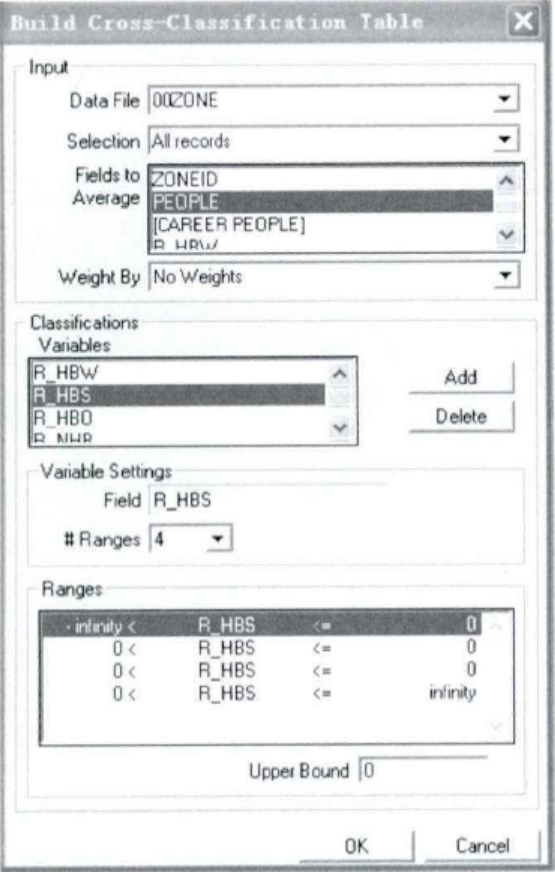 Build Cross-Classification Table
Input
Data File 00ZONE
Selection All records
Fields to Average
ZONEID
PEOPLE
[CAREER PEOPLE]
R_HBW
Weight By No Weights
Classifications
Variables
R_HBW
R_HBS
R_HBO
R_NHB
Add
Delete
Variable Settings
Field R_HBS
# Ranges 4
Ranges
- infinity < R_HBS <= 0
0 < R_HBS <= 0
0 < R_HBS <= 0
0 < R_HBS <= infinity
Upper Bound 0
OK Cancel